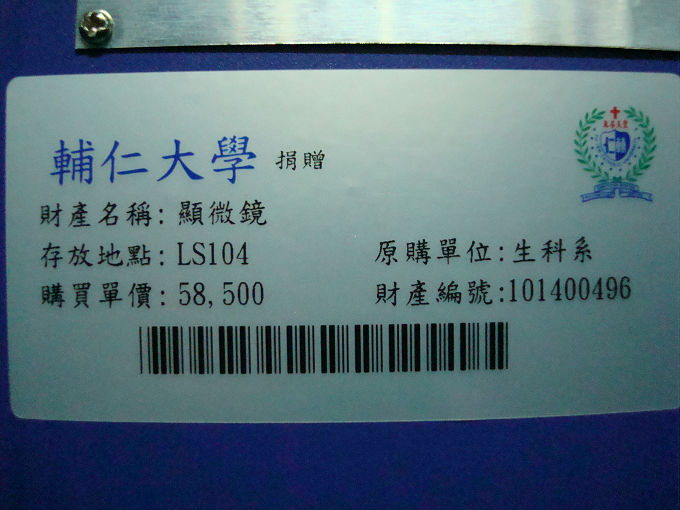 輔仁大學 捐贈
財產名稱: 顯微鏡
存放地點: LS104 原購單位: 生科系
購買單價: 58,500 財產編號: 101400496